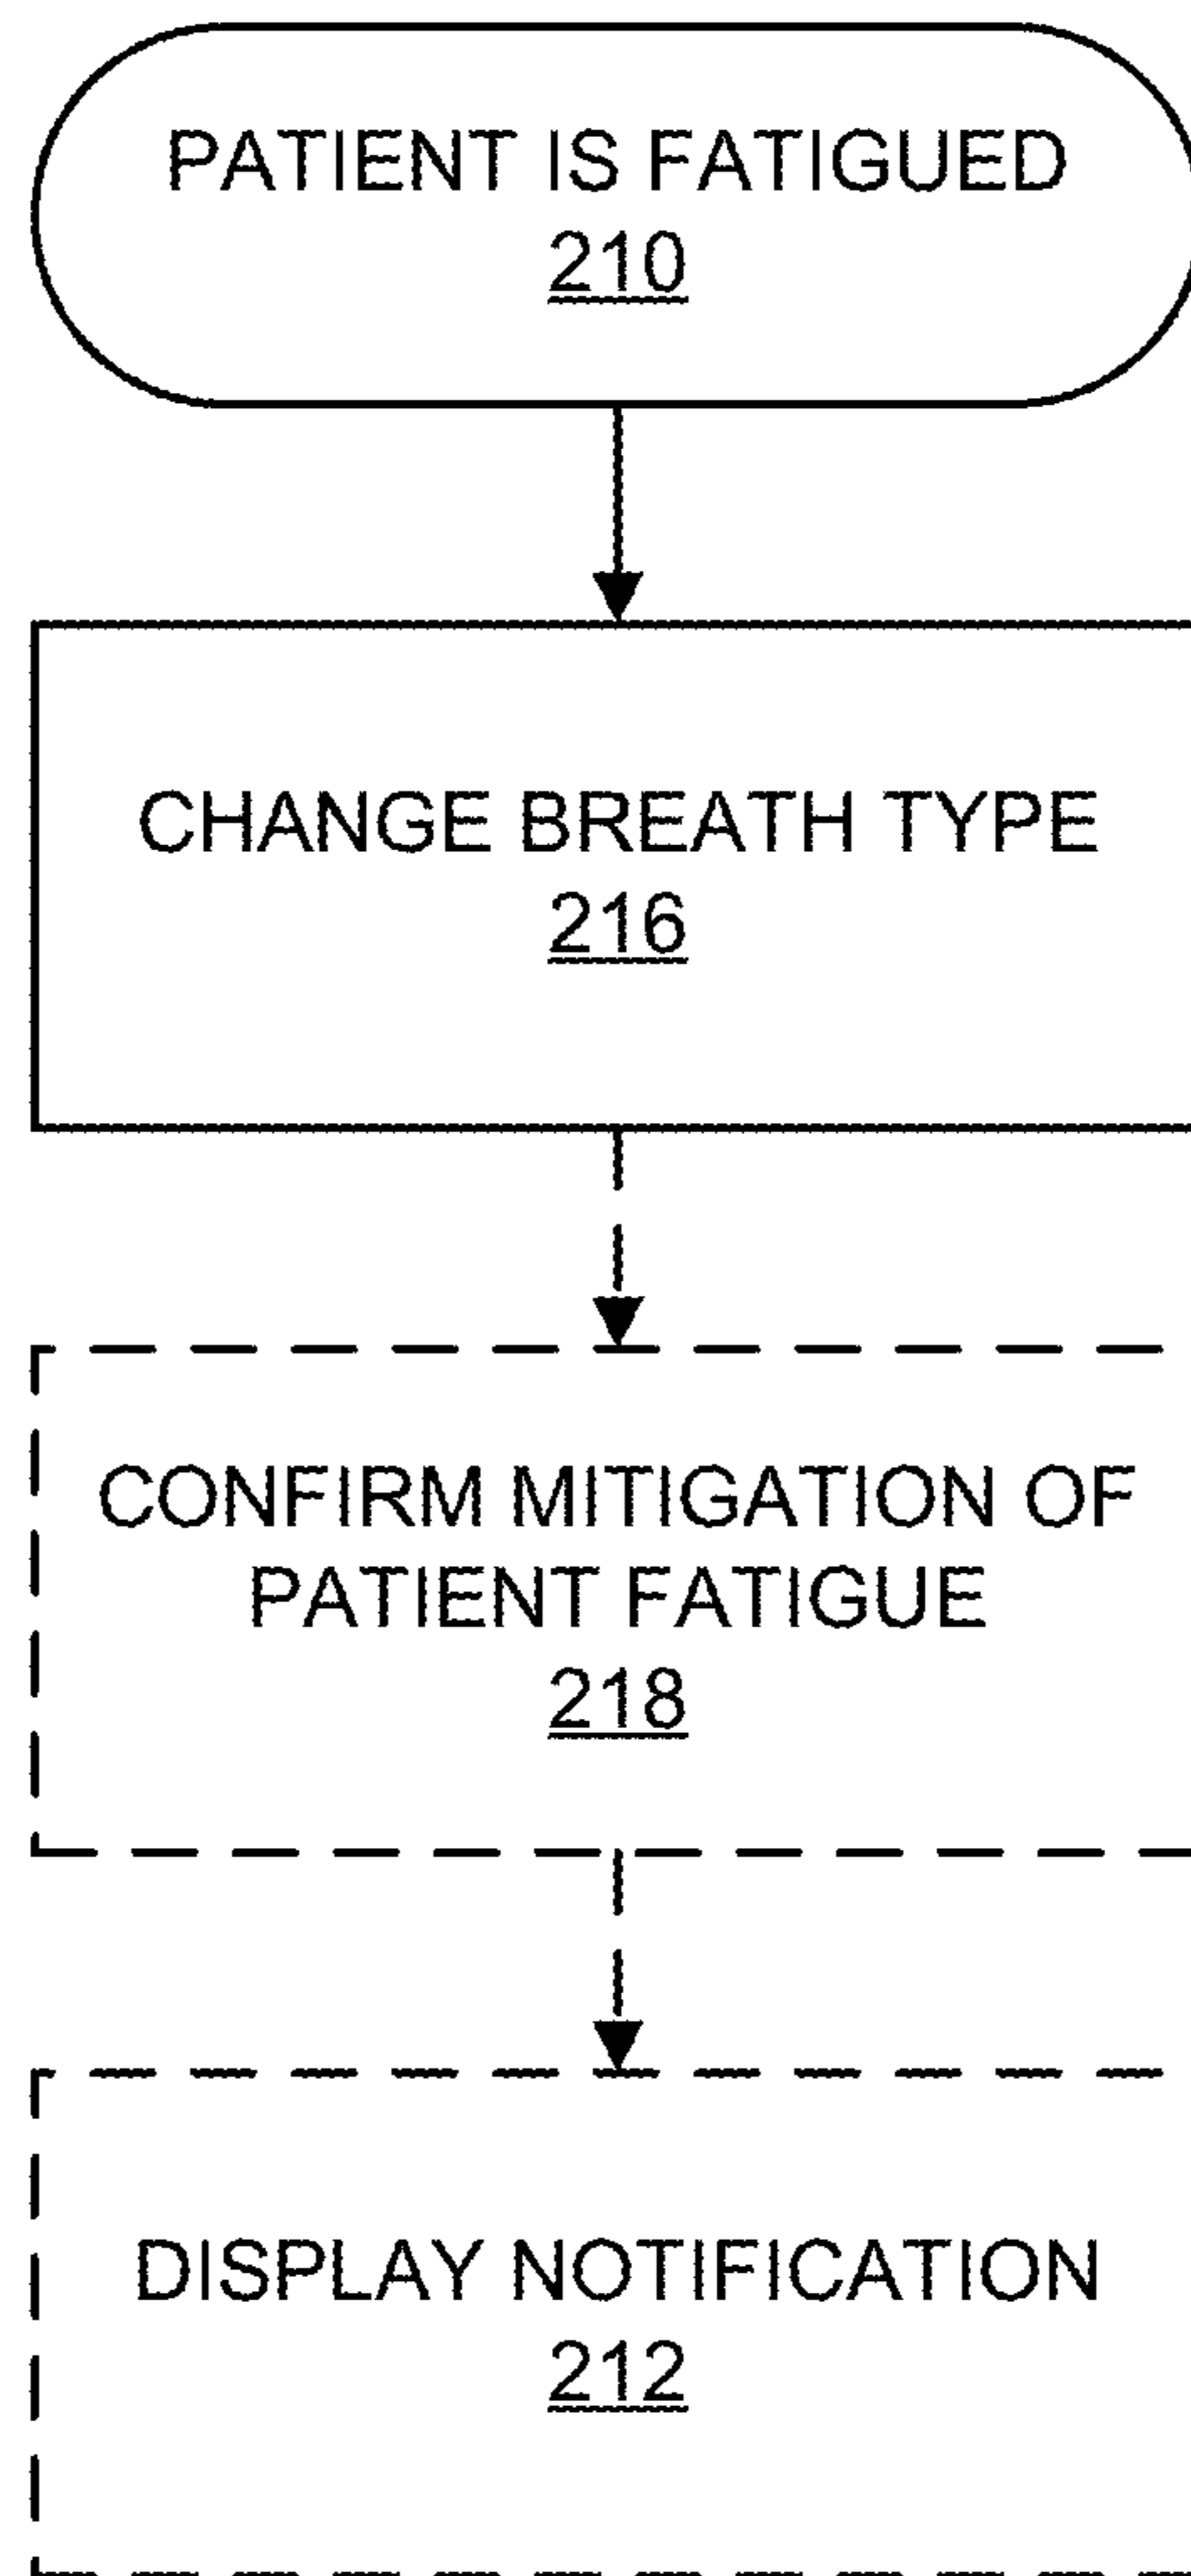 PATIENT IS FATIGUED
210
CHANGE BREATH TYPE
216
CONFIRM MITIGATION OF
PATIENT FATIGUE
218
DISPLAY NOTIFICATION
212